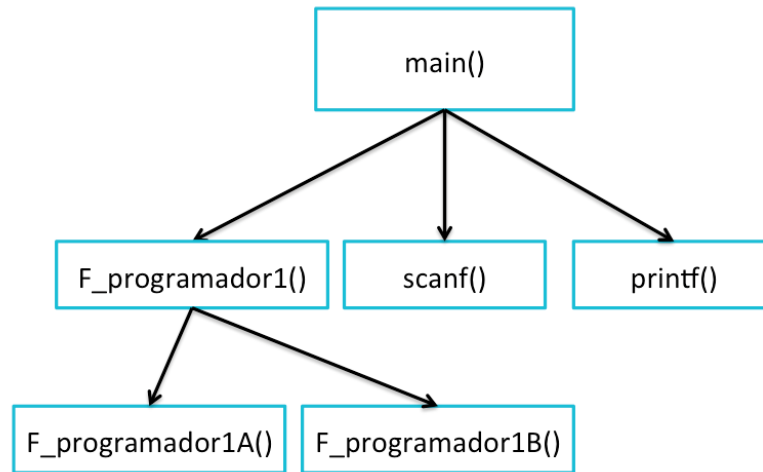 main()
F_programador1()
scanf()
printf()
F_programador1A()
F_programador1B()